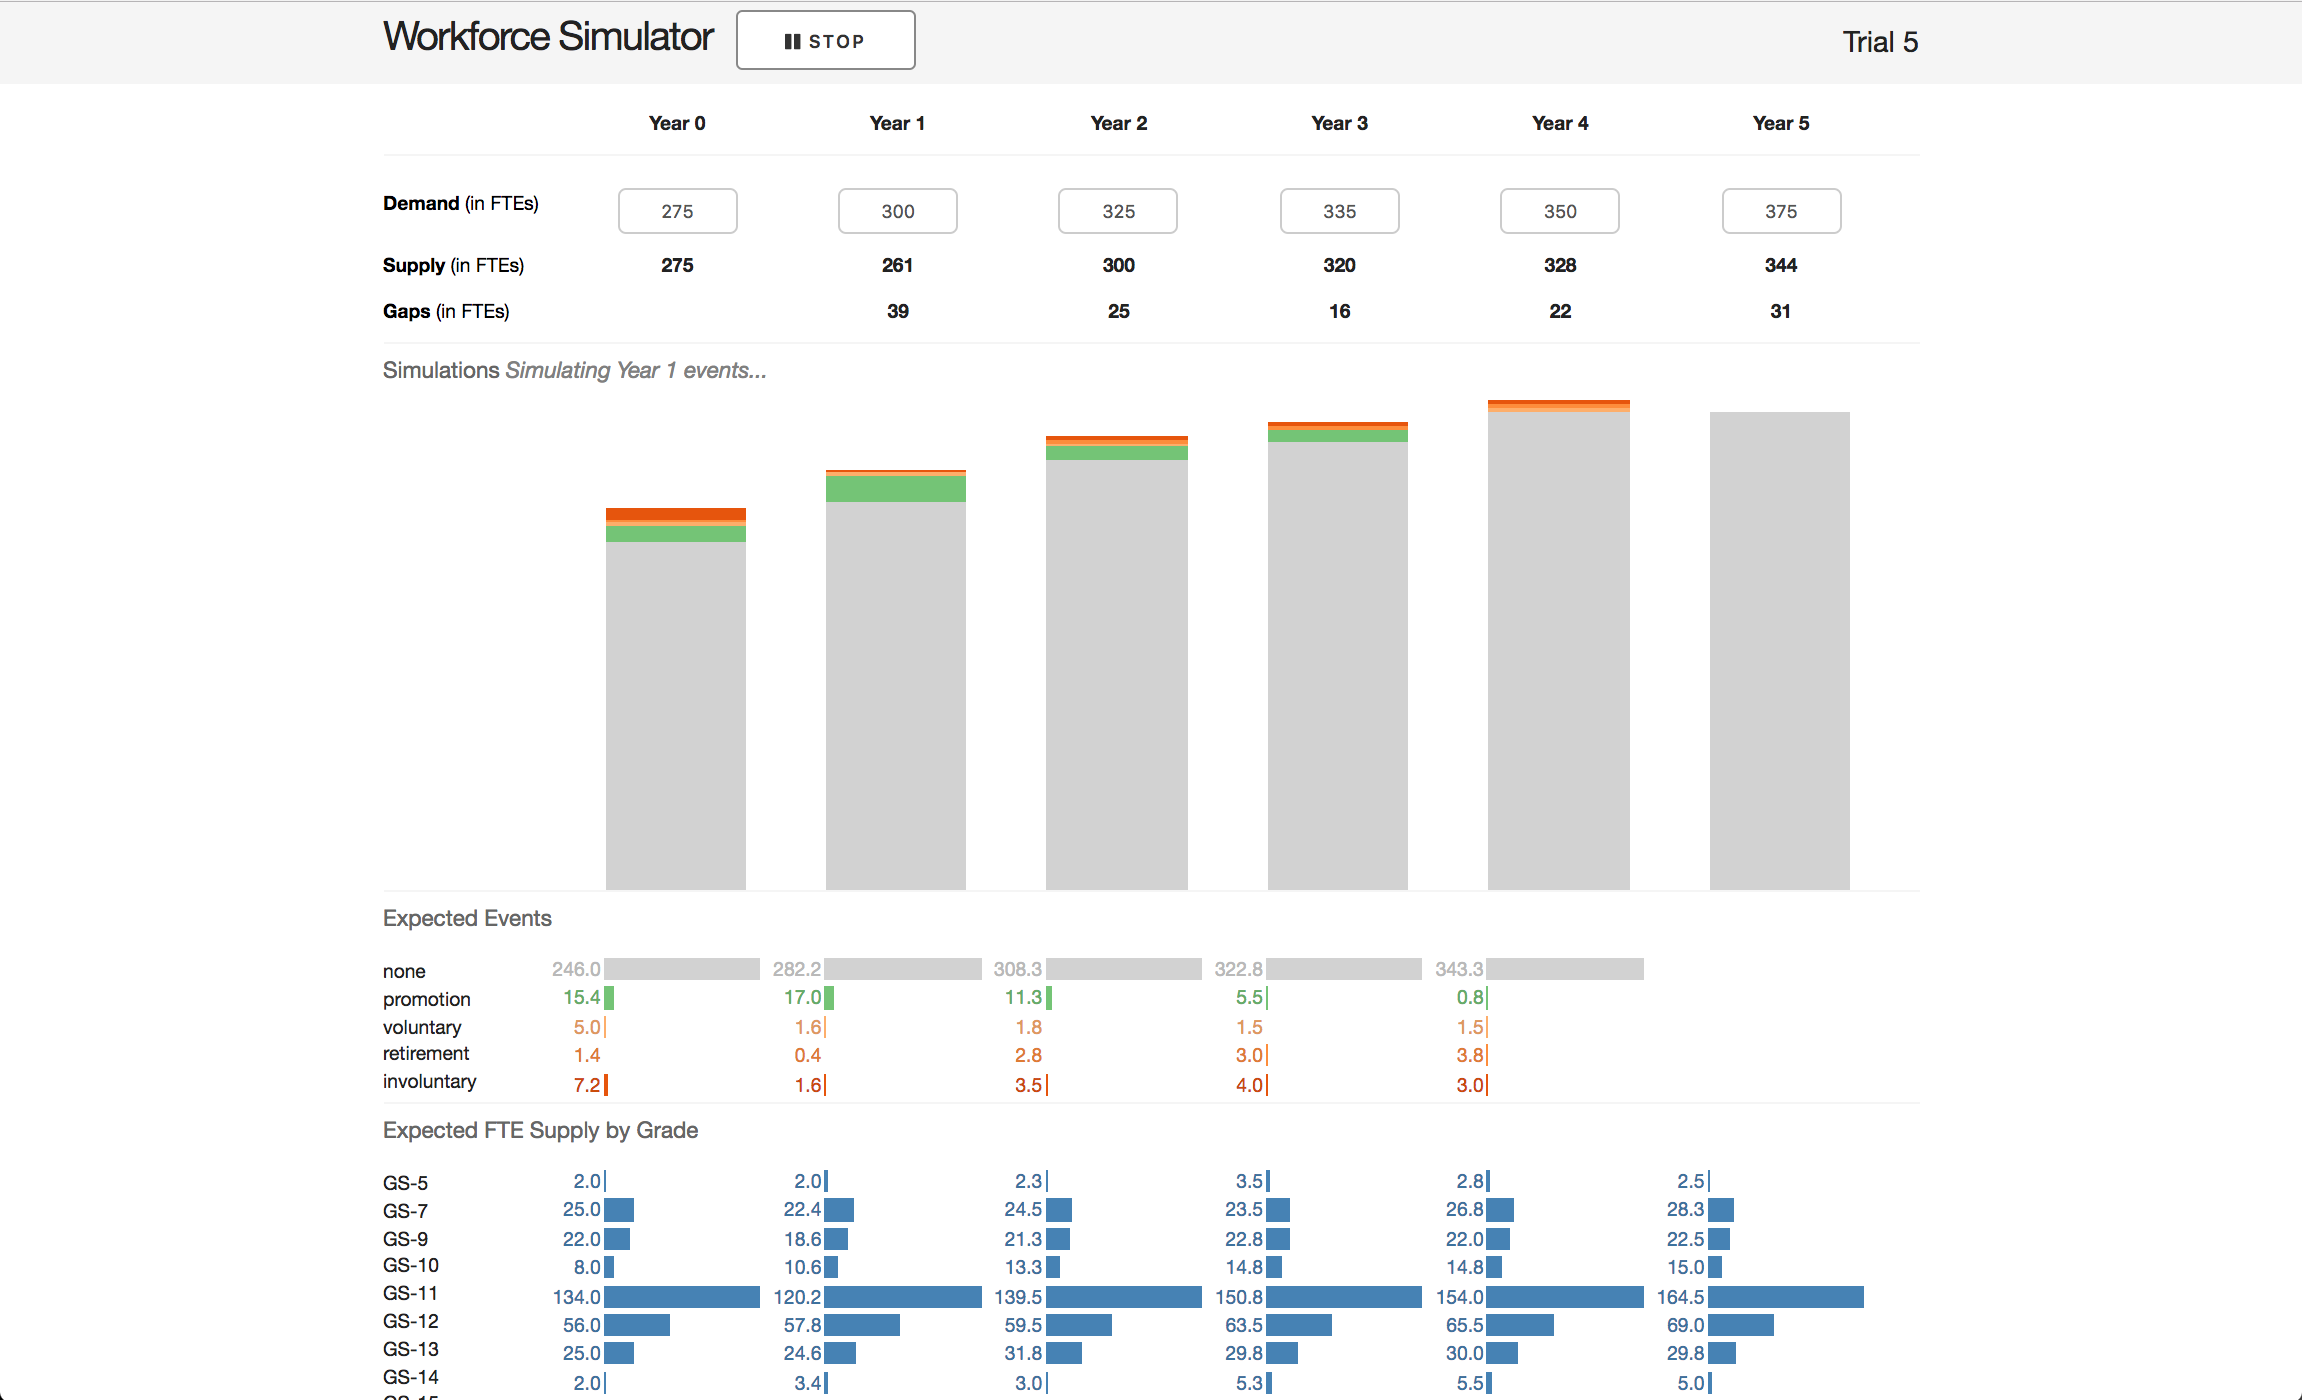 Workforce Simulator STOP Trial 5
Year 0 Year 1 Year 2 Year 3 Year 4 Year 5
Demand (in FTEs) 275 300 325 335 350 375
Supply (in FTEs) 275 261 300 320 328 344
Gaps (in FTEs) 39 25 16 22 31
Simulations Simulating Year 1 events...
Expected Events
none 246.0 282.2 308.3 322.8 343.3
promotion 15.4 17.0 11.3 5.5 0.8
voluntary 5.0 1.6 1.8 1.5 1.5
retirement 1.4 0.4 2.8 3.0 3.8
involuntary 7.2 1.6 3.5 4.0 3.0
Expected FTE Supply by Grade
GS-5 2.0 2.0 2.3 3.5 2.8 2.5
GS-7 25.0 22.4 24.5 23.5 26.8 28.3
GS-9 22.0 18.6 21.3 22.8 22.0 22.5
GS-10 8.0 10.6 13.3 14.8 14.8 15.0
GS-11 134.0 120.2 139.5 150.8 154.0 164.5
GS-12 56.0 57.8 59.5 63.5 65.5 69.0
GS-13 25.0 24.6 31.8 29.8 30.0 29.8
GS-14 2.0 3.4 3.0 5.3 5.5 5.0